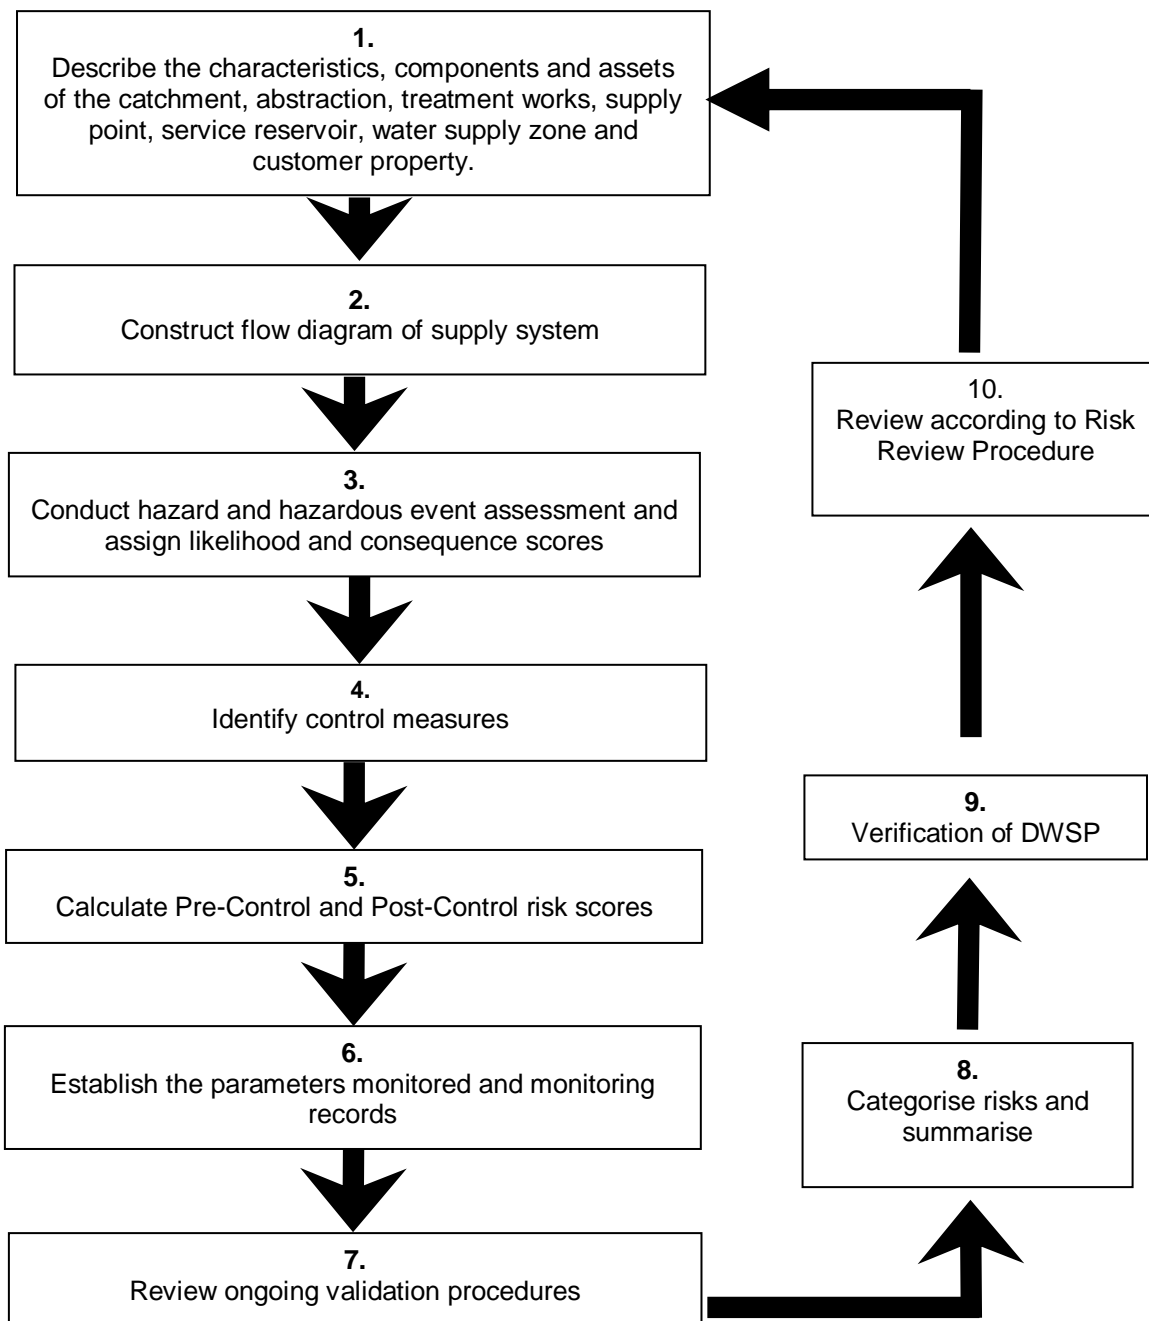 1.
Describe the characteristics, components and assets
of the catchment, abstraction, treatment works, supply
point, service reservoir, water supply zone and
customer property.
2.
Construct flow diagram of supply system
3.
Conduct hazard and hazardous event assessment and
assign likelihood and consequence scores
4.
Identify control measures
5.
Calculate Pre-Control and Post-Control risk scores
6.
Establish the parameters monitored and monitoring
records
7.
Review ongoing validation procedures
8.
Categorise risks and
summarise
9.
Verification of DWSP
10.
Review according to Risk
Review Procedure